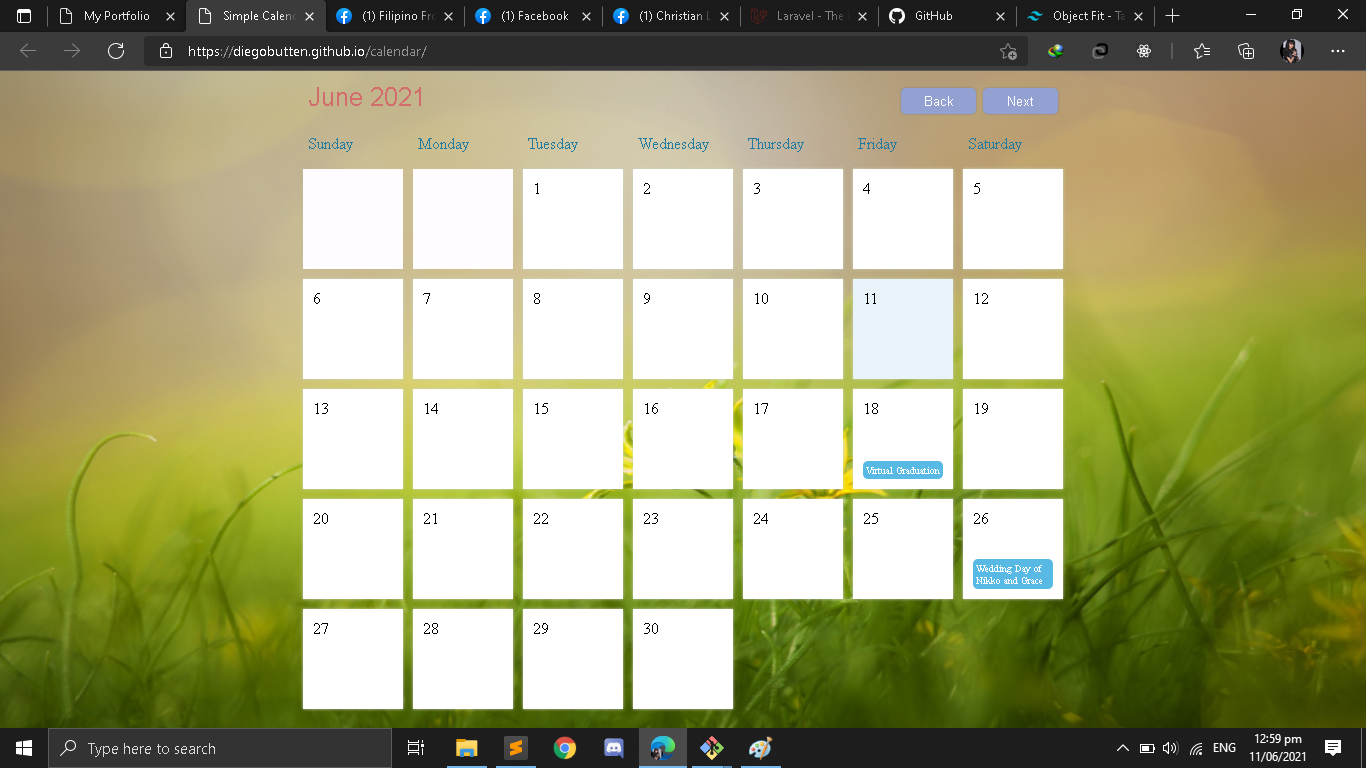 My Portfolio
Simple Calen
(1) Filipino Fr
(1) Facebook
(1) Christian L
Laravel - The
GitHub
Object Fit - Ta
https://diegobutten.github.io/calendar/
June 2021
Back
Next
Sunday Monday Tuesday Wednesday Thursday Friday Saturday
1 2 3 4 5
6 7 8 9 10 11 12
13 14 15 16 17 18 19
Virtual Graduation
20 21 22 23 24 25 26
Wedding Day of
Nikko and Grace
27 28 29 30
Type here to search
ENG
12:59 pm
11/06/2021